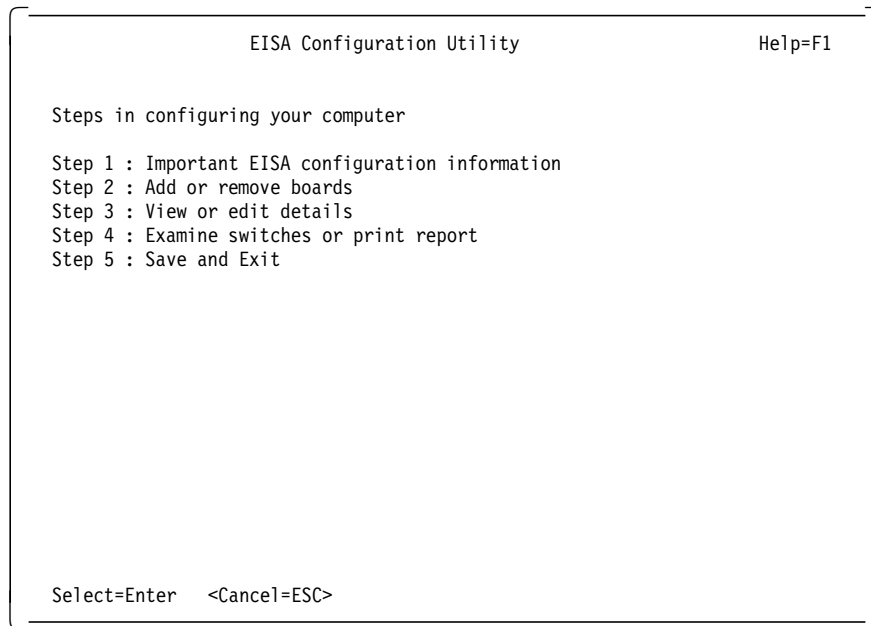 EISA Configuration Utility Help=F1
Steps in configuring your computer
Step 1 : Important EISA configuration information
Step 2 : Add or remove boards
Step 3 : View or edit details
Step 4 : Examine switches or print report
Step 5 : Save and Exit
Select=Enter <Cancel=ESC>